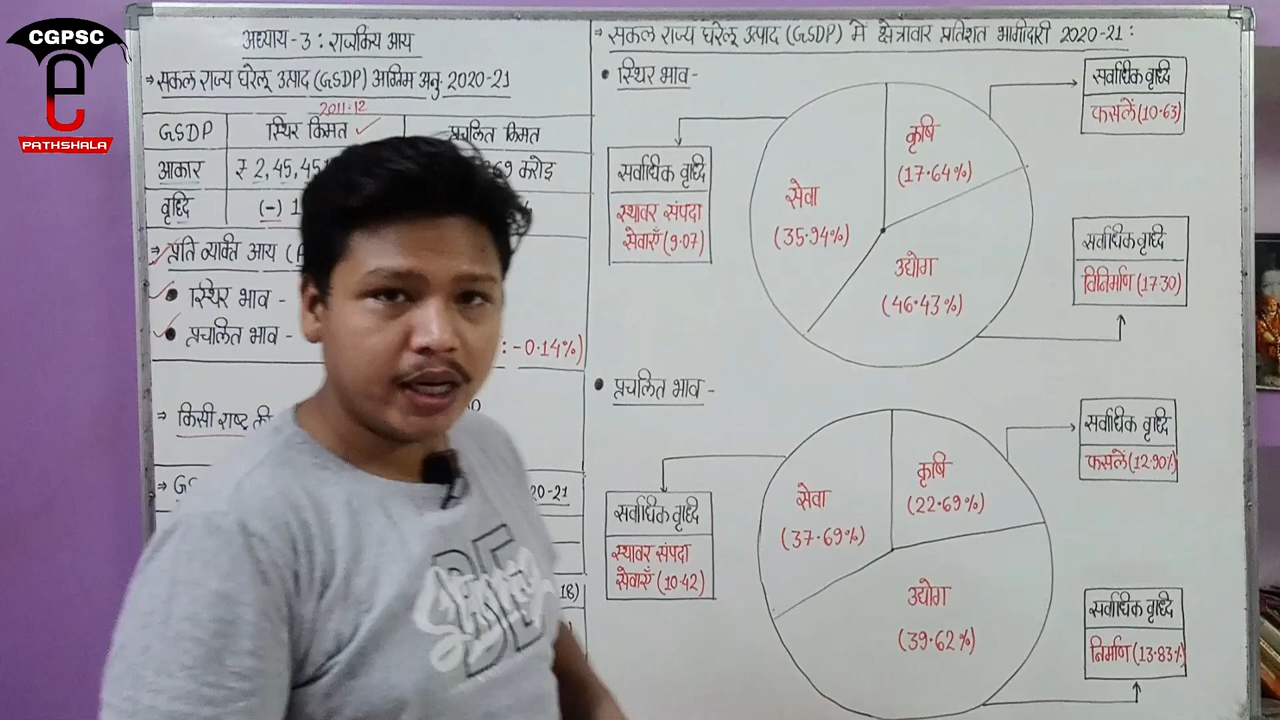 CGPSC
e
PATHSHALA
अध्याय-3 : राजकिय आय
→ सकल राज्य घरेलू उत्पाद (GSDP) अग्रिम अनु. 2020-21
2011-12
GSDP स्थिर किमत ✓ प्रचलित किमत
आकार ₹ 2,45,45 69 करोड़
वृध्दि (-) 1
→ प्रति व्यक्ति आय (
• स्थिर भाव -
• प्रचलित भाव -
: -0.14%)
→ किसी राष्ट्र
20-21
18)
→ सकल राज्य घरेलू उत्पाद (GSDP) में क्षेत्रावार प्रतिशत भागीदारी 2020-21 :
• स्थिर भाव -
कृषि
(17.64%)
सर्वाधिक वृध्दि
फसलें (10.63)
सेवा
(35.94%)
सर्वाधिक वृध्दि
स्थावर संपदा
सेवाएँ (9.07)
उद्योग
(46.43%)
सर्वाधिक वृध्दि
विनिर्माण (17.30)
• प्रचलित भाव -
कृषि
(22.69%)
सर्वाधिक वृध्दि
फसलें (12.90%)
सेवा
(37.69%)
सर्वाधिक वृध्दि
स्थावर संपदा
सेवाएँ (10.42)
उद्योग
(39.62%)
सर्वाधिक वृध्दि
निर्माण (13.83%)